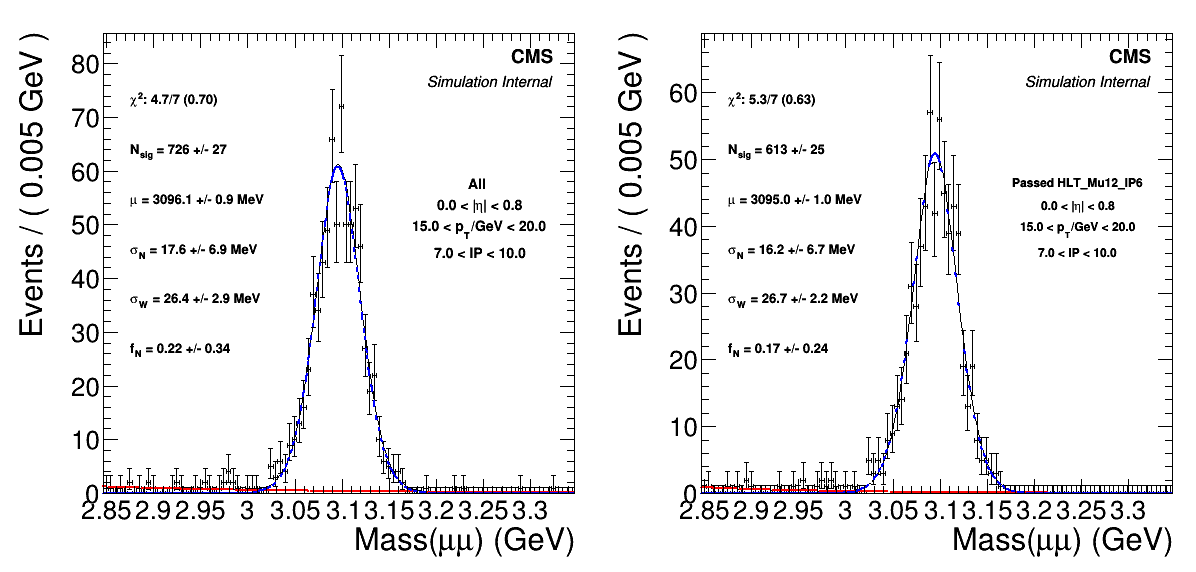 CMS
Simulation Internal
χ²: 4.7/7 (0.70)
N_sig = 726 +/- 27
μ = 3096.1 +/- 0.9 MeV
σ_N = 17.6 +/- 6.9 MeV
σ_W = 26.4 +/- 2.9 MeV
f_N = 0.22 +/- 0.34
All
0.0 < |η| < 0.8
15.0 < p_T/GeV < 20.0
7.0 < IP < 10.0
Events / ( 0.005 GeV )
80
70
60
50
40
30
20
10
0
2.85 2.9 2.95 3 3.05 3.1 3.15 3.2 3.25 3.3
Mass(μμ) (GeV)
CMS
Simulation Internal
χ²: 5.3/7 (0.63)
N_sig = 613 +/- 25
μ = 3095.0 +/- 1.0 MeV
σ_N = 16.2 +/- 6.7 MeV
σ_W = 26.7 +/- 2.2 MeV
f_N = 0.17 +/- 0.24
Passed HLT_Mu12_IP6
0.0 < |η| < 0.8
15.0 < p_T/GeV < 20.0
7.0 < IP < 10.0
Events / ( 0.005 GeV )
60
50
40
30
20
10
0
2.85 2.9 2.95 3 3.05 3.1 3.15 3.2 3.25 3.3
Mass(μμ) (GeV)